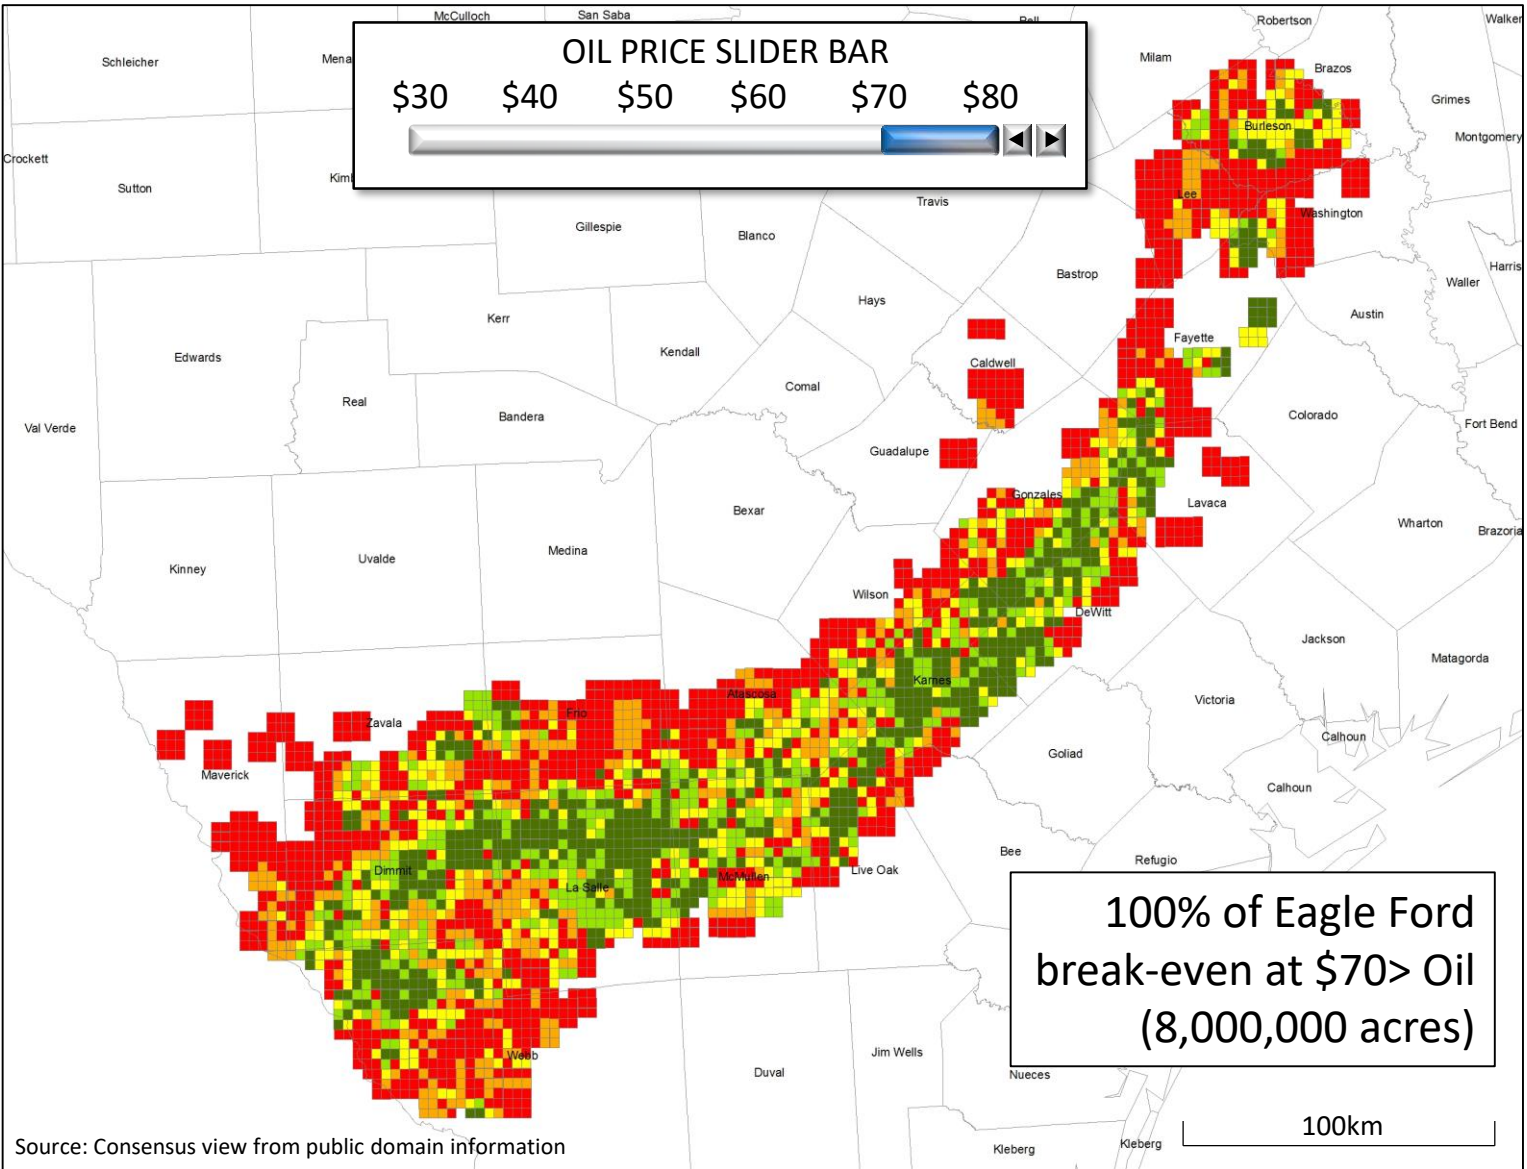 McCulloch
San Saba
Bell
Robertson
Walker
Schleicher
Mena
OIL PRICE SLIDER BAR
Milam
Brazos
$30 $40 $50 $60 $70 $80
Grimes
Burleson
Montgomery
Crockett
Sutton
Kimb
Lee
Travis
Washington
Gillespie
Blanco
Bastrop
Harris
Waller
Hays
Austin
Kerr
Fayette
Edwards
Kendall
Caldwell
Comal
Real
Bandera
Colorado
Val Verde
Fort Bend
Guadalupe
Gonzales
Lavaca
Bexar
Wharton
Brazoria
Medina
Uvalde
Kinney
Wilson
DeWitt
Jackson
Matagorda
Karnes
Atascosa
Victoria
Frio
Zavala
Calhoun
Goliad
Maverick
Calhoun
Bee
Refugio
Dimmit
Live Oak
McMullen
La Salle
100% of Eagle Ford
break-even at $70> Oil
(8,000,000 acres)
Webb
Jim Wells
Duval
Nueces
100km
Source: Consensus view from public domain information
Kleberg
Kleberg